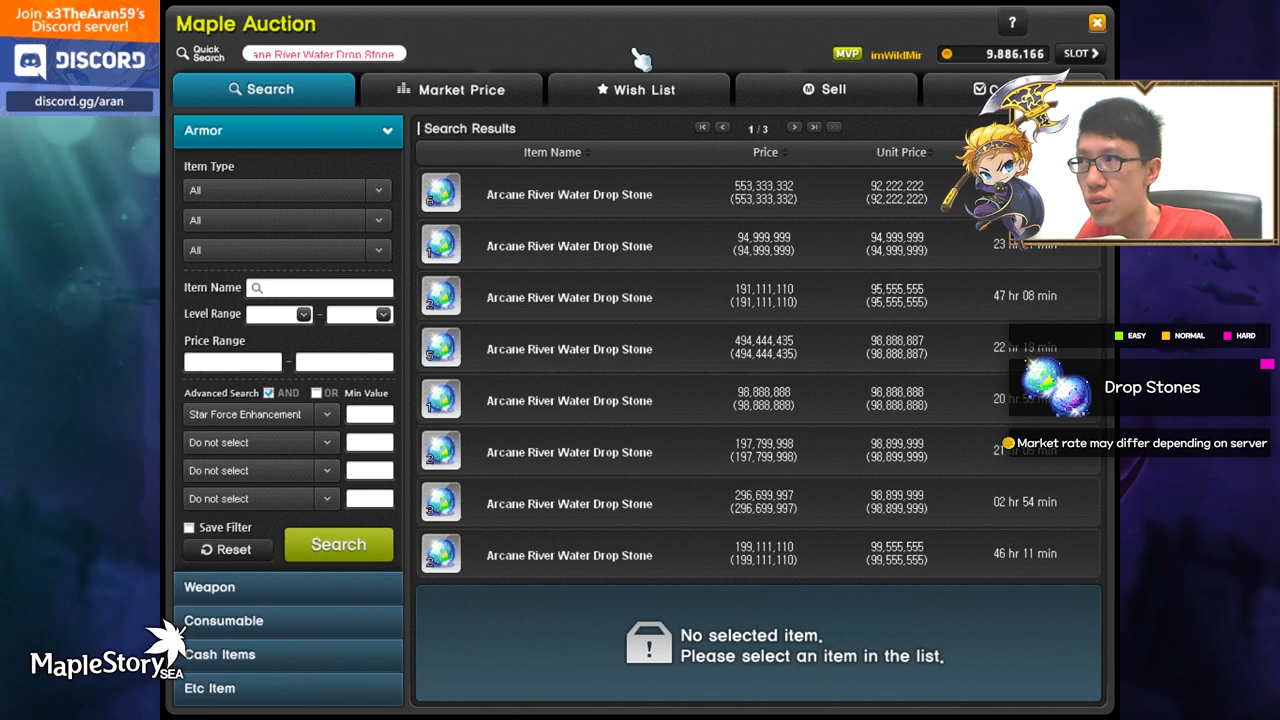 Join x3TheAran59's
Discord server!
DISCORD
discord.gg/aran
Maple Auction
?
Quick
Search
ane River Water Drop Stone
MVP
imWildMir
9,886,166
SLOT
Search
Market Price
Wish List
Sell
Armor
Search Results
1 / 3
Item Name
Price
Unit Price
Item Type
All
All
All
Item Name
Level Range
-
Price Range
-
Advanced Search AND OR Min Value
Star Force Enhancement
Do not select
Do not select
Do not select
Save Filter
Reset
Search
Weapon
Consumable
Cash Items
Etc Item
6
Arcane River Water Drop Stone
553,333,332
(553,333,332)
92,222,222
(92,222,222)
1
Arcane River Water Drop Stone
94,999,999
(94,999,999)
94,999,999
(94,999,999)
2
Arcane River Water Drop Stone
191,111,110
(191,111,110)
95,555,555
(95,555,555)
47 hr 08 min
5
Arcane River Water Drop Stone
494,444,435
(494,444,435)
98,888,887
(98,888,887)
22 hr 19 min
1
Arcane River Water Drop Stone
98,888,888
(98,888,888)
98,888,888
(98,888,888)
2
Arcane River Water Drop Stone
197,799,998
(197,799,998)
98,899,999
(98,899,999)
3
Arcane River Water Drop Stone
296,699,997
(296,699,997)
98,899,999
(98,899,999)
02 hr 54 min
2
Arcane River Water Drop Stone
199,111,110
(199,111,110)
99,555,555
(99,555,555)
46 hr 11 min
No selected item.
Please select an item in the list.
EASY
NORMAL
HARD
Drop Stones
Market rate may differ depending on server
MapleStory
SEA